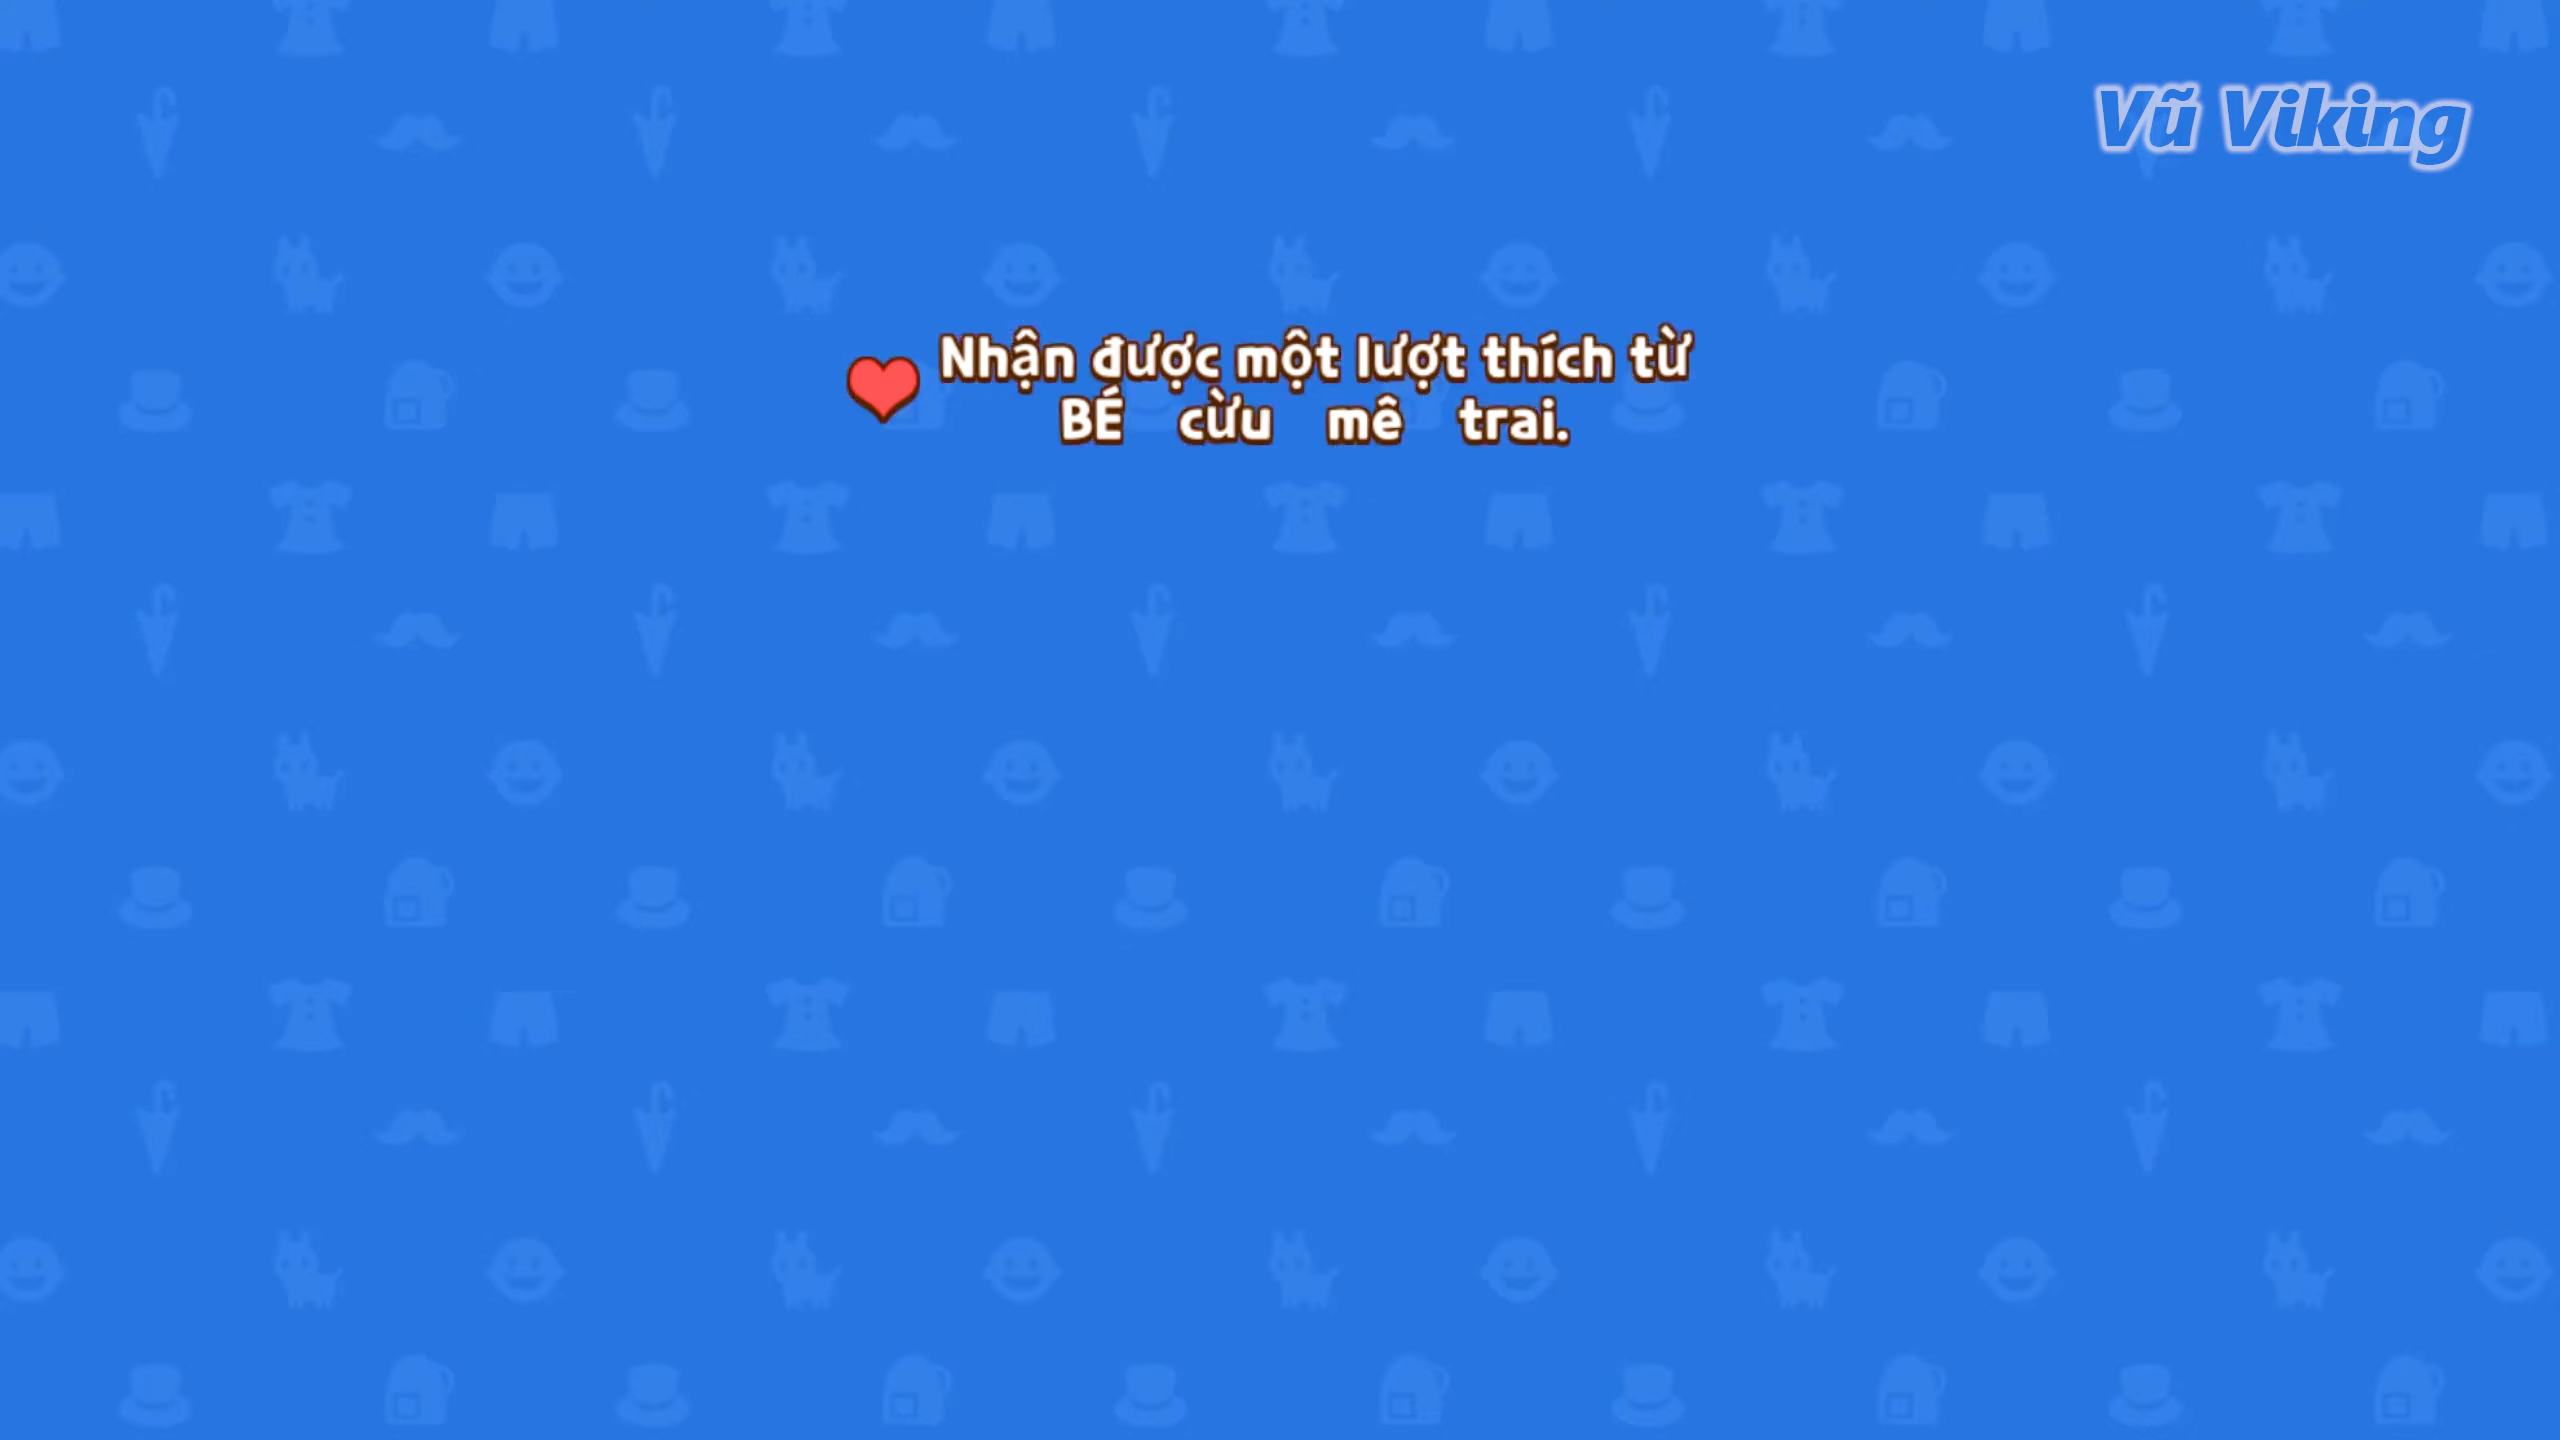 Vũ Viking
Nhận được một lượt thích từ
BÉ cừu mê trai.